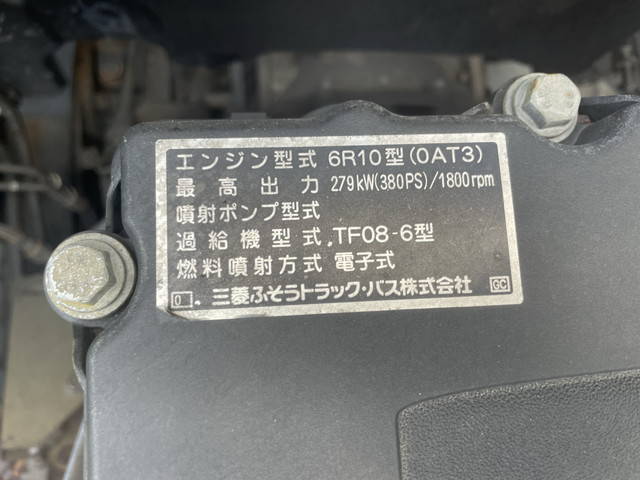 エンジン型式 6R10型(0AT3)
最高出力 279kW(380PS)/1800rpm
噴射ポンプ型式
過給機型式 TF08-6型
燃料噴射方式 電子式
0 三菱ふそうトラック・バス株式会社 GC